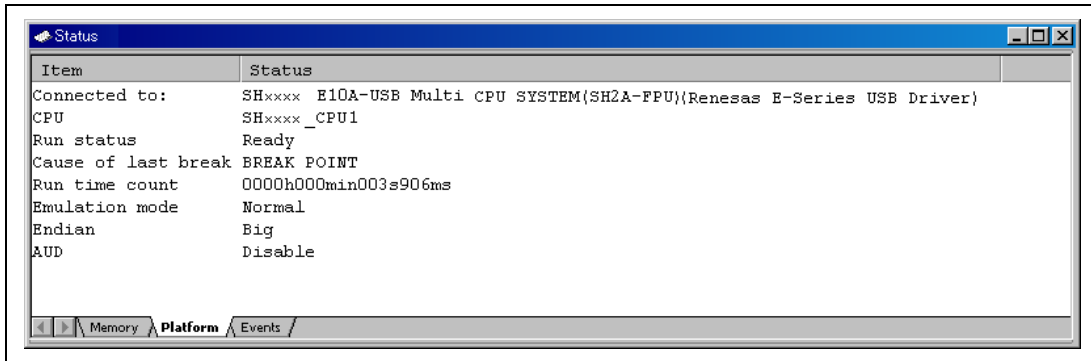 Status
Item Status
Connected to: SHxxxx E10A-USB Multi CPU SYSTEM(SH2A-FPU)(Renesas E-Series USB Driver)
CPU SHxxxx_CPU1
Run status Ready
Cause of last break BREAK POINT
Run time count 0000h000min003s906ms
Emulation mode Normal
Endian Big
AUD Disable
Memory Platform Events